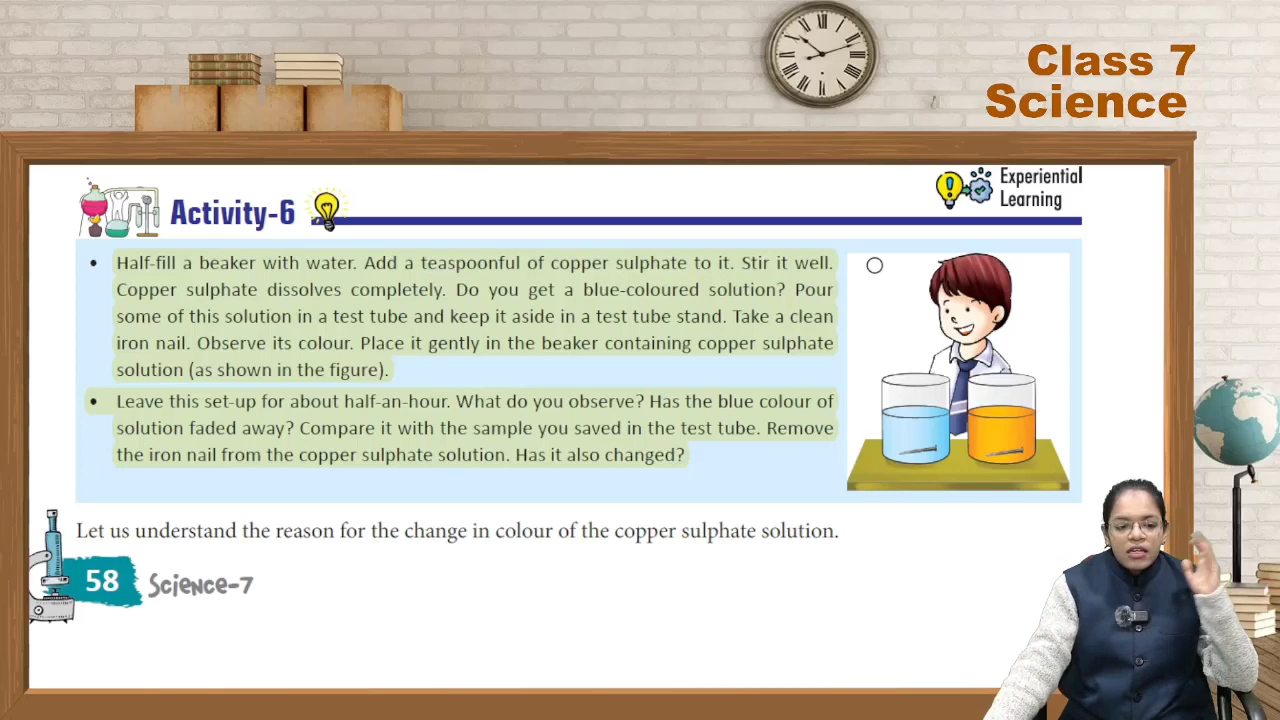 Class 7
Science
Experiential
Learning
Activity-6
• Half-fill a beaker with water. Add a teaspoonful of copper sulphate to it. Stir it well.
Copper sulphate dissolves completely. Do you get a blue-coloured solution? Pour
some of this solution in a test tube and keep it aside in a test tube stand. Take a clean
iron nail. Observe its colour. Place it gently in the beaker containing copper sulphate
solution (as shown in the figure).
• Leave this set-up for about half-an-hour. What do you observe? Has the blue colour of
solution faded away? Compare it with the sample you saved in the test tube. Remove
the iron nail from the copper sulphate solution. Has it also changed?
Let us understand the reason for the change in colour of the copper sulphate solution.
58 Science-7